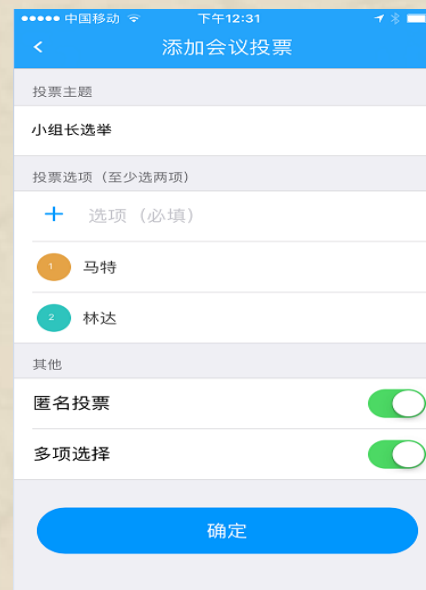 中国移动 下午12:31
添加会议投票
投票主题
小组长选举
投票选项（至少选两项）
选项（必填）
1 马特
2 林达
其他
匿名投票
多项选择
确定